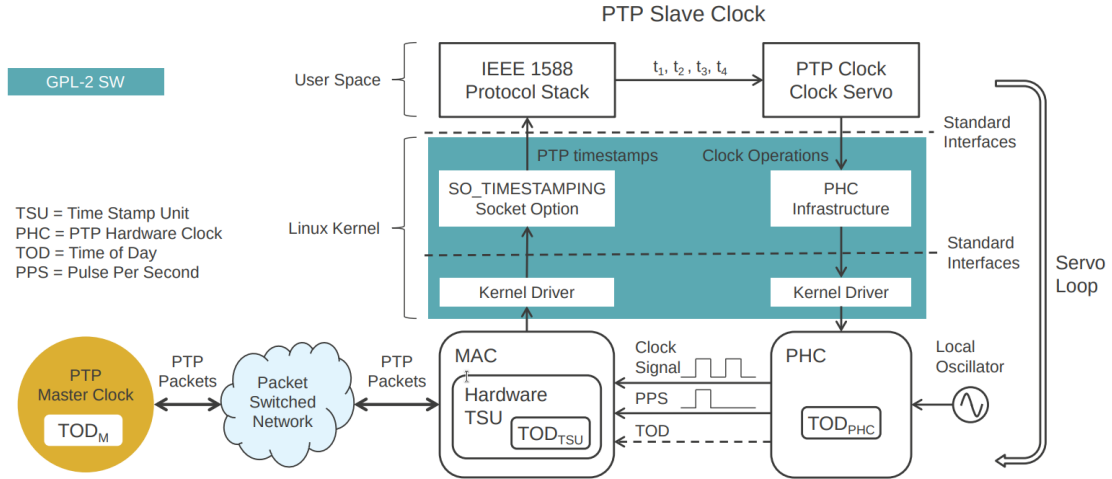 PTP Slave Clock
GPL-2 SW
User Space
IEEE 1588
Protocol Stack
t1, t2 , t3, t4
PTP Clock
Clock Servo
Standard
Interfaces
PTP timestamps
Clock Operations
SO_TIMESTAMPING
Socket Option
PHC
Infrastructure
TSU = Time Stamp Unit
PHC = PTP Hardware Clock
TOD = Time of Day
PPS = Pulse Per Second
Linux Kernel
Standard
Interfaces
Servo
Loop
Kernel Driver
Kernel Driver
PTP
Master Clock
TODM
PTP
Packets
Packet
Switched
Network
PTP
Packets
MAC
Hardware
TSU
TODTSU
Clock
Signal
PPS
TOD
PHC
TODPHC
Local
Oscillator